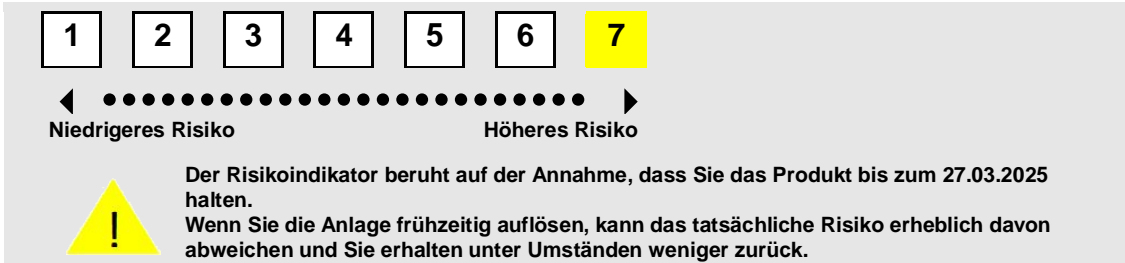 1 2 3 4 5 6 7
Niedrigeres Risiko Höheres Risiko
Der Risikoindikator beruht auf der Annahme, dass Sie das Produkt bis zum 27.03.2025
halten.
! Wenn Sie die Anlage frühzeitig auflösen, kann das tatsächliche Risiko erheblich davon
abweichen und Sie erhalten unter Umständen weniger zurück.